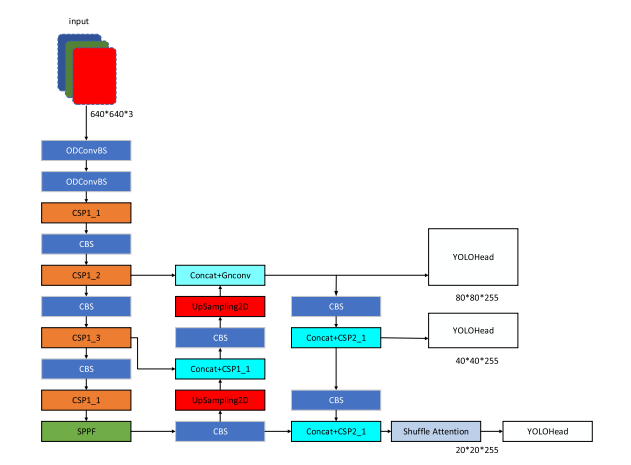 input
640*640*3
ODConvBS
ODConvBS
CSP1_1
CBS
CSP1_2
Concat+Gnconv
YOLOHead
80*80*255
CBS
UpSampling2D
CBS
CSP1_3
CBS
Concat+CSP2_1
YOLOHead
40*40*255
CBS
Concat+CSP1_1
CSP1_1
UpSampling2D
CBS
SPPF
CBS
Concat+CSP2_1
Shuffle Attention
YOLOHead
20*20*255